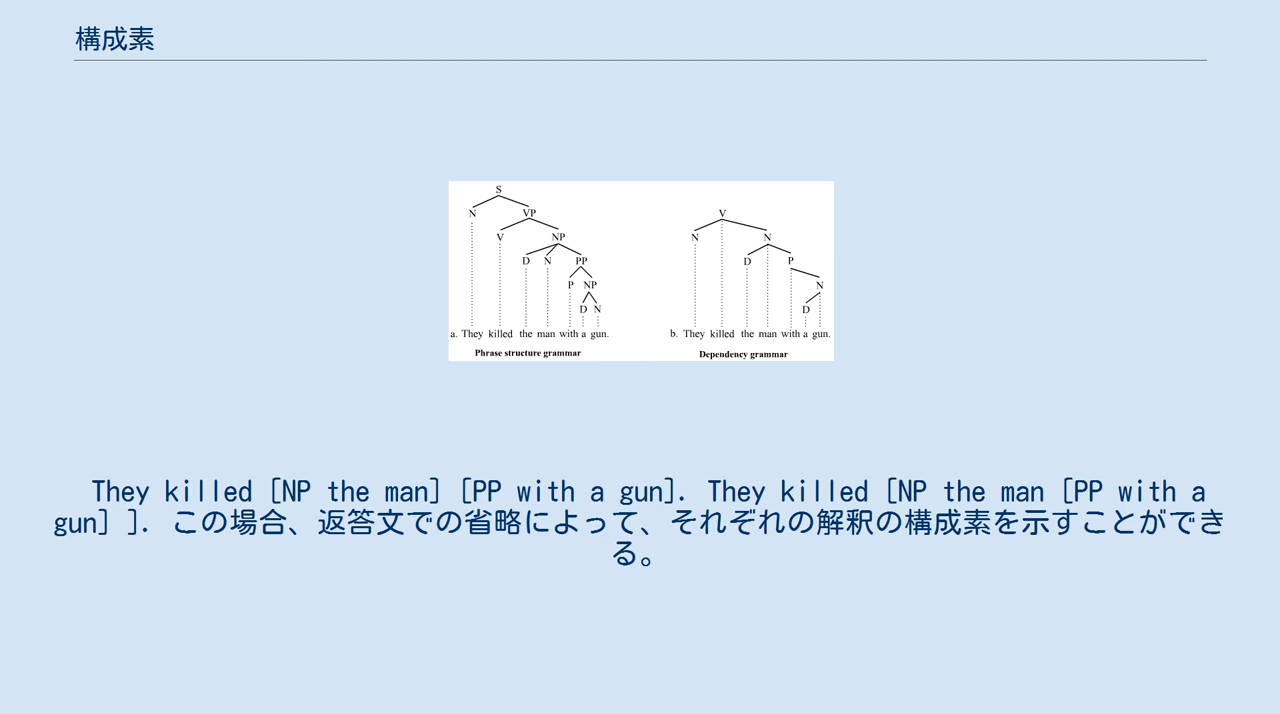 構成素
S
N VP
V NP
D N PP
P NP
D N
a. They killed the man with a gun.
Phrase structure grammar
V
N N
D P
N
D
b. They killed the man with a gun.
Dependency grammar
They killed [NP the man] [PP with a gun]. They killed [NP the man [PP with a
gun] ]. この場合、返答文での省略によって、それぞれの解釈の構成素を示すことができ
る。